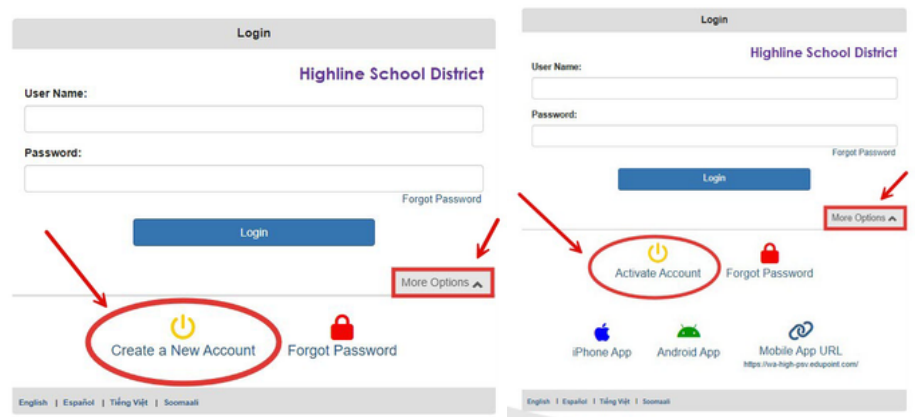 Login
Highline School District
User Name:
Password:
Forgot Password
Login
More Options
Create a New Account
Forgot Password
English | Español | Tiếng Việt | Soomaali
Login
Highline School District
User Name:
Password:
Forgot Password
Login
More Options
Activate Account
Forgot Password
iPhone App
Android App
Mobile App URL
https://wa-high-psv.edupoint.com/
English | Español | Tiếng Việt | Soomaali